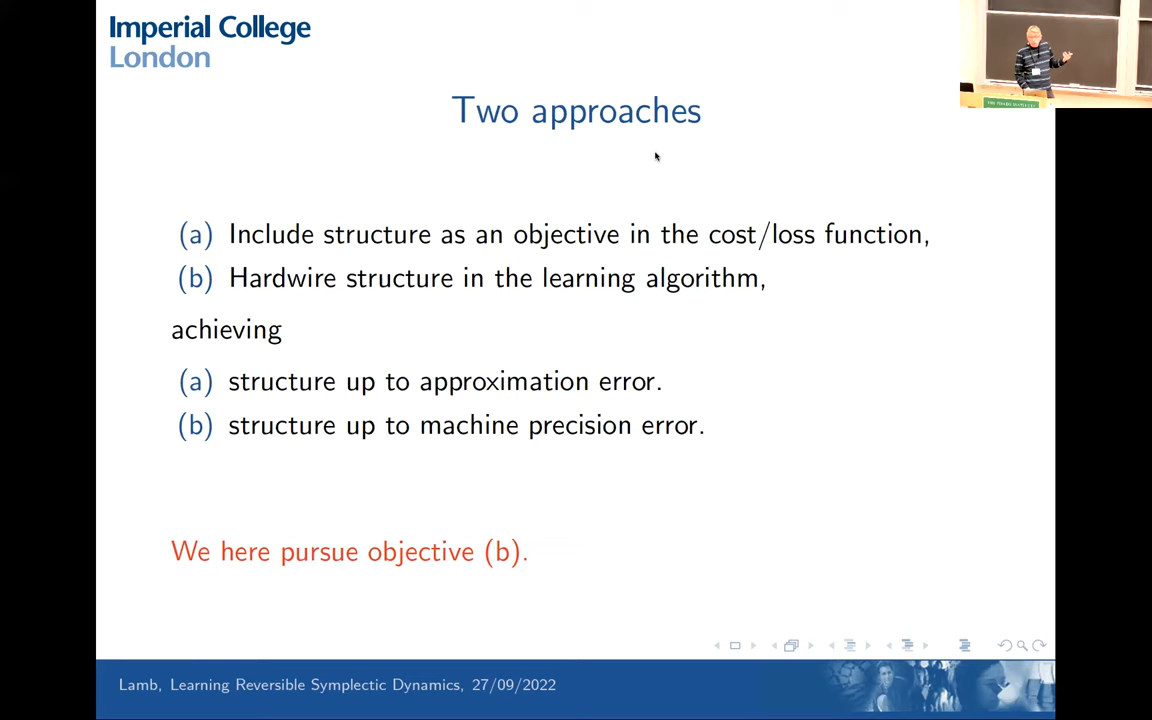 Imperial College
London
Two approaches
(a) Include structure as an objective in the cost/loss function,
(b) Hardwire structure in the learning algorithm,
achieving
(a) structure up to approximation error.
(b) structure up to machine precision error.
We here pursue objective (b).
Lamb, Learning Reversible Symplectic Dynamics, 27/09/2022